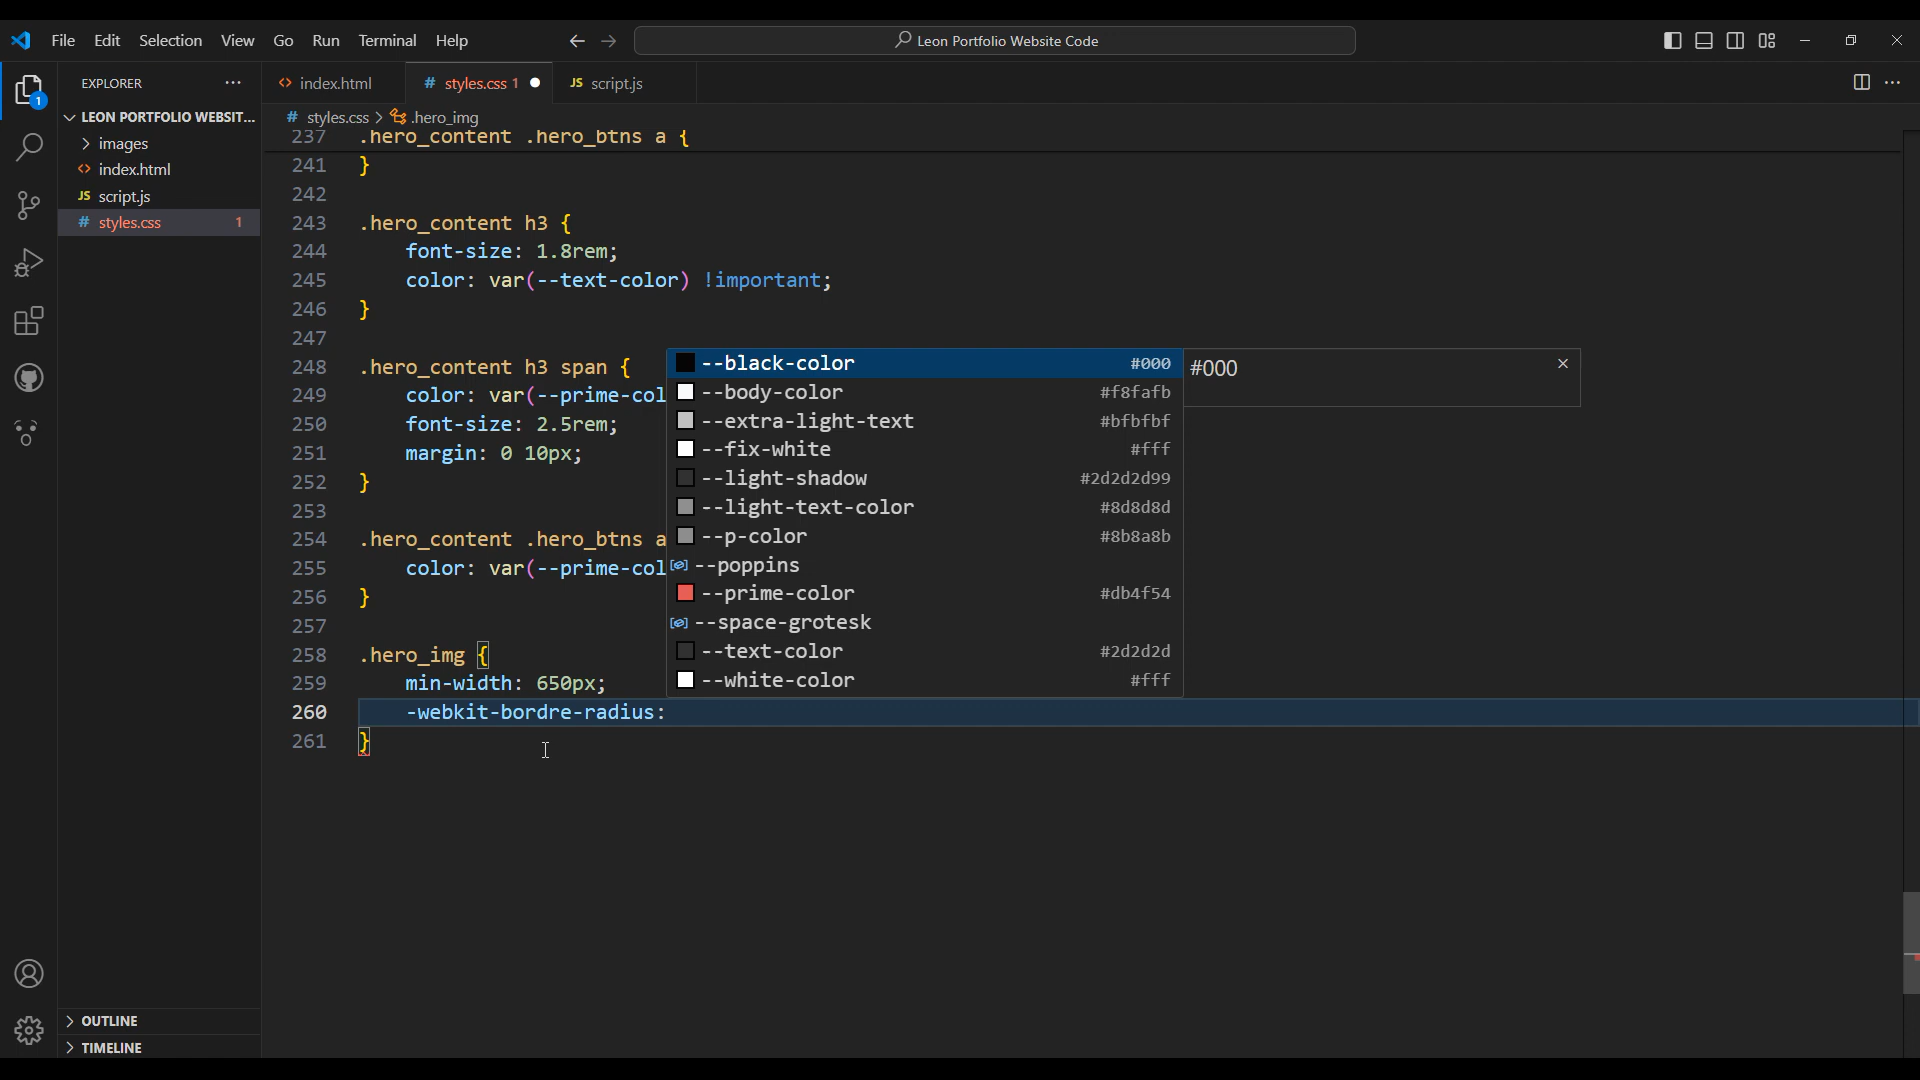 File Edit Selection View Go Run Terminal Help
Leon Portfolio Website Code
EXPLORER
index.html
# styles.css 1
JS script.js
LEON PORTFOLIO WEBSIT...
images
index.html
JS script.js
# styles.css 1
# styles.css > .hero_img
237 .hero_content .hero_btns a {
241 }
242
243 .hero_content h3 {
244 font-size: 1.8rem;
245 color: var(--text-color) !important;
246 }
247
248 .hero_content h3 span {
249 color: var(--prime-col
250 font-size: 2.5rem;
251 margin: 0 10px;
252 }
253
254 .hero_content .hero_btns a
255 color: var(--prime-col
256 }
257
258 .hero_img {
259 min-width: 650px;
260 -webkit-bordre-radius:
261 }
--black-color #000
--body-color #f8fafb
--extra-light-text #bfbfbf
--fix-white #fff
--light-shadow #2d2d2d99
--light-text-color #8d8d8d
--p-color #8b8a8b
--poppins
--prime-color #db4f54
--space-grotesk
--text-color #2d2d2d
--white-color #fff
#000
1
OUTLINE
TIMELINE